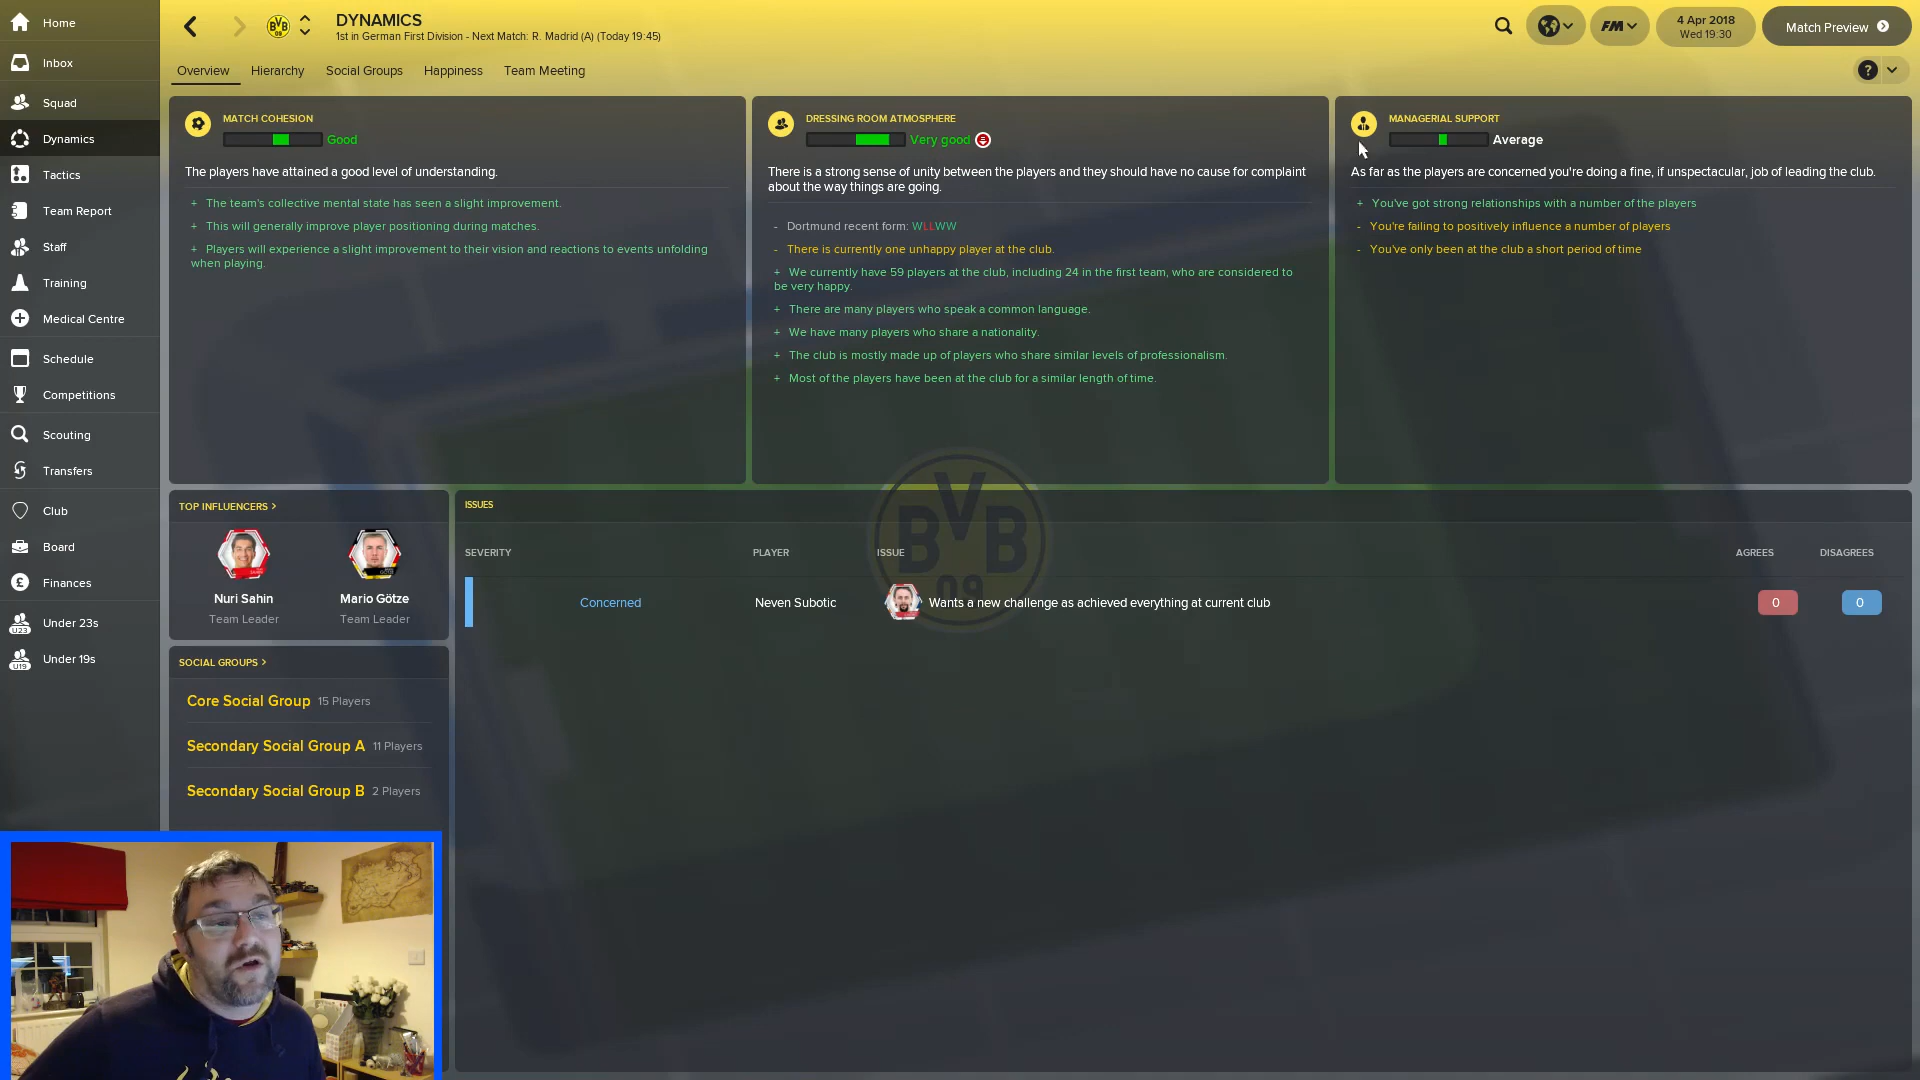 Home
Inbox
Squad
Dynamics
Tactics
Team Report
Staff
Training
Medical Centre
Schedule
Competitions
Scouting
Transfers
Club
Board
Finances
U23
Under 23s
U19
Under 19s
BVB
09
DYNAMICS
1st in German First Division - Next Match: R. Madrid (A) (Today 19:45)
FM
4 Apr 2018
Wed 19:30
Match Preview
Overview
Hierarchy
Social Groups
Happiness
Team Meeting
?
MATCH COHESION
Good
The players have attained a good level of understanding.
+ The team's collective mental state has seen a slight improvement.
+ This will generally improve player positioning during matches.
+ Players will experience a slight improvement to their vision and reactions to events unfolding
when playing.
DRESSING ROOM ATMOSPHERE
Very good
There is a strong sense of unity between the players and they should have no cause for complaint
about the way things are going.
- Dortmund recent form: WLLWW
- There is currently one unhappy player at the club.
+ We currently have 59 players at the club, including 24 in the first team, who are considered to
be very happy.
+ There are many players who speak a common language.
+ We have many players who share a nationality.
+ The club is mostly made up of players who share similar levels of professionalism.
+ Most of the players have been at the club for a similar length of time.
MANAGERIAL SUPPORT
Average
As far as the players are concerned you're doing a fine, if unspectacular, job of leading the club.
+ You've got strong relationships with a number of the players
- You're failing to positively influence a number of players
- You've only been at the club a short period of time
TOP INFLUENCERS >
Nuri Sahin
Team Leader
Mario Götze
Team Leader
SOCIAL GROUPS >
Core Social Group 15 Players
Secondary Social Group A 11 Players
Secondary Social Group B 2 Players
ISSUES
SEVERITY
PLAYER
ISSUE
AGREES
DISAGREES
Concerned
Neven Subotic
Wants a new challenge as achieved everything at current club
0
0
BVB
09